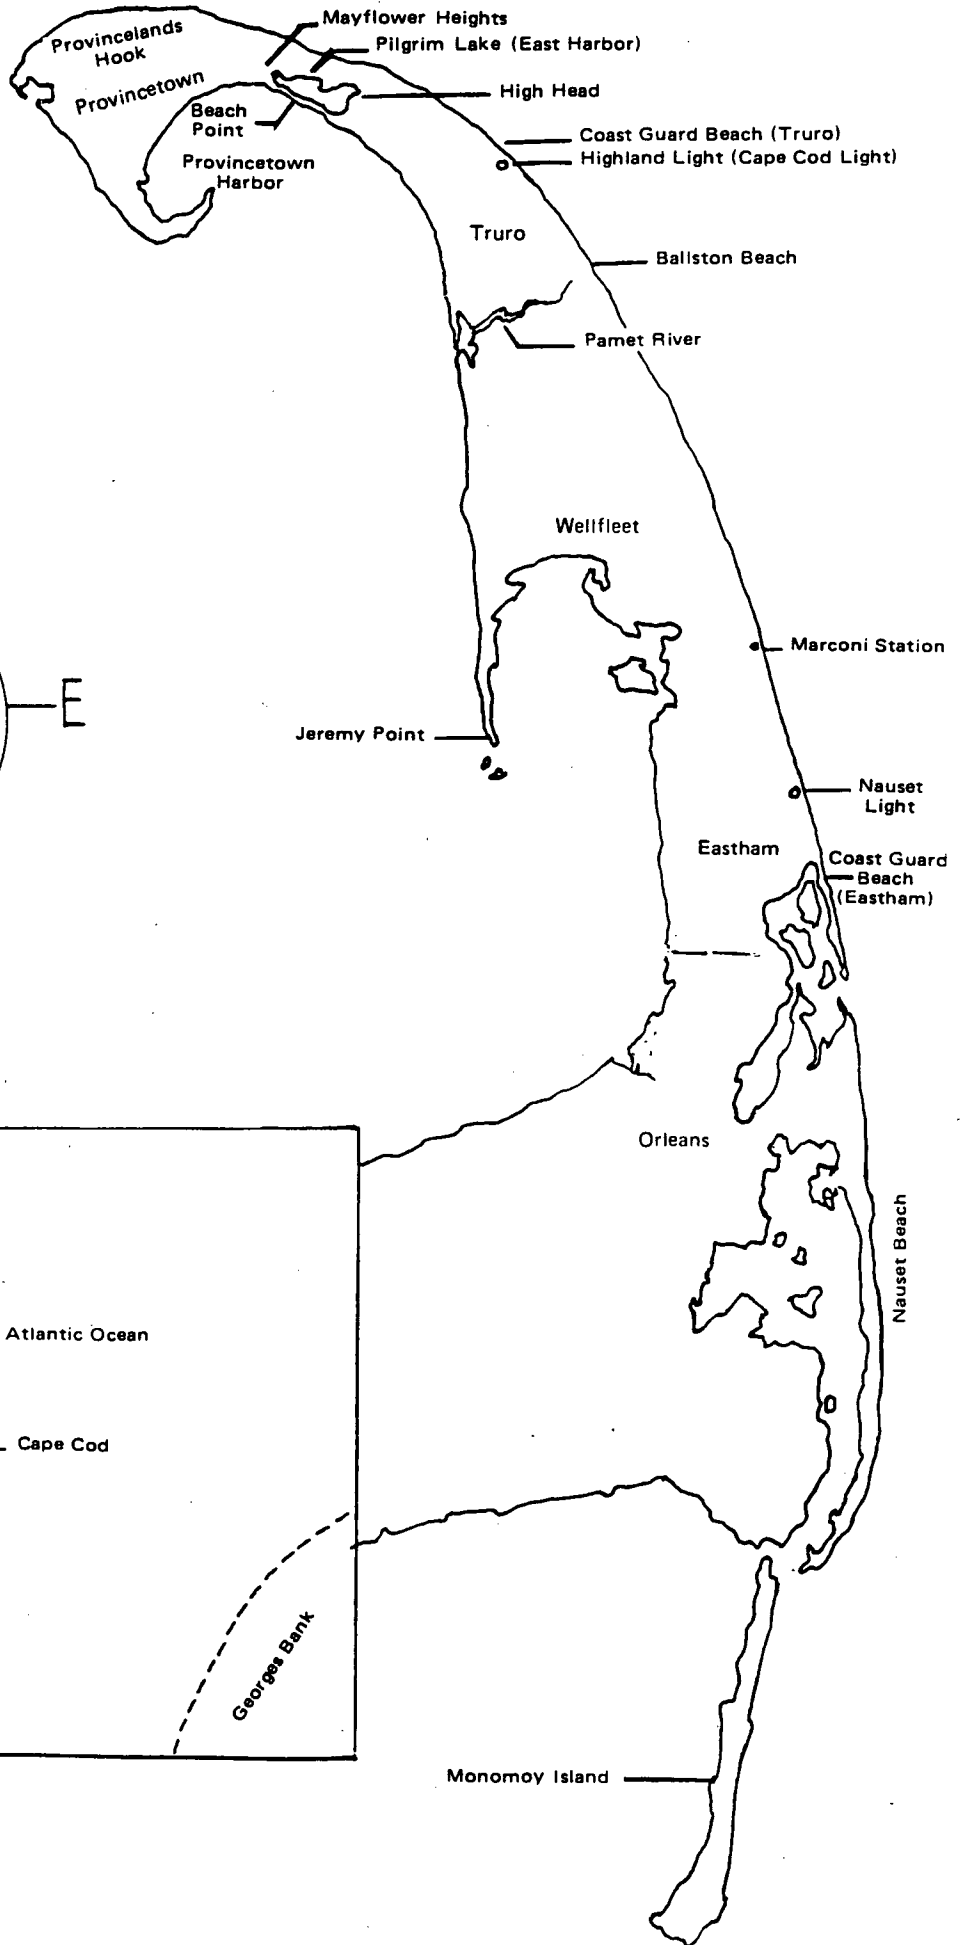 Mayflower Heights
Provincelands
Hook
Pilgrim Lake (East Harbor)
Provincetown
High Head
Beach
Point
Coast Guard Beach (Truro)
Highland Light (Cape Cod Light)
Provincetown
Harbor
Truro
Ballston Beach
Pamet River
Wellfleet
Marconi Station
E
Jeremy Point
Nauset
Light
Eastham
Coast Guard
Beach
(Eastham)
Orleans
Nauset Beach
Atlantic Ocean
Cape Cod
Georges Bank
Monomoy Island